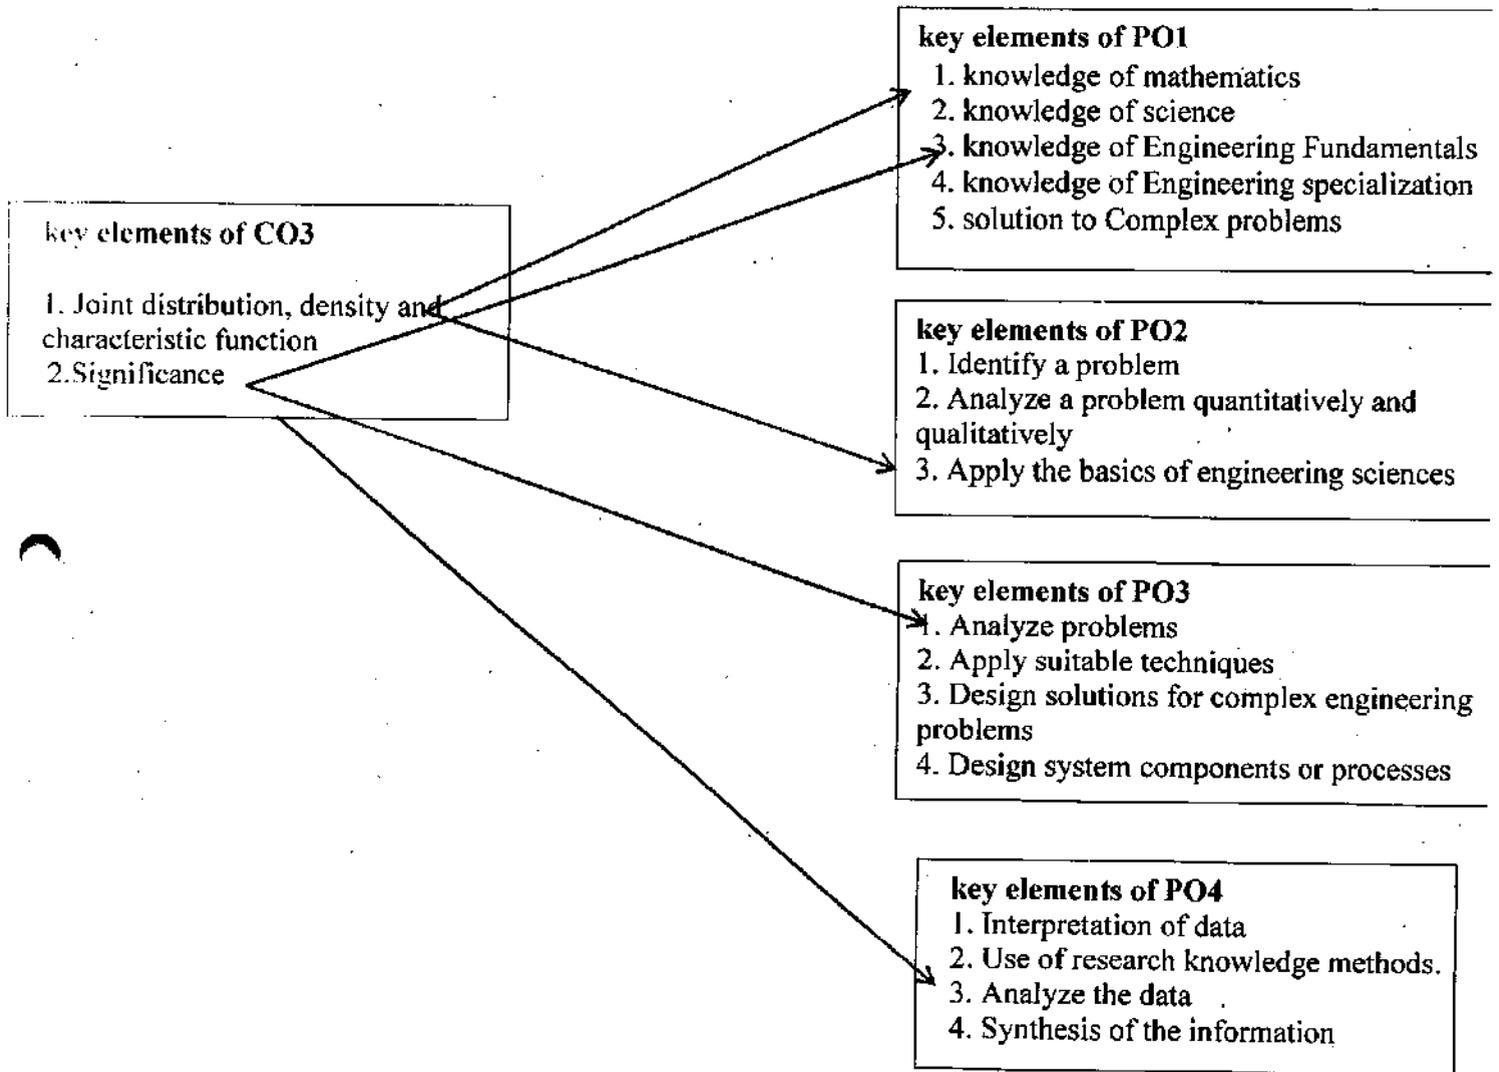 key elements of PO1
1. knowledge of mathematics
2. knowledge of science
3. knowledge of Engineering Fundamentals
4. knowledge of Engineering specialization
5. solution to Complex problems
key elements of CO3
1. Joint distribution, density and
characteristic function
2.Significance
key elements of PO2
1. Identify a problem
2. Analyze a problem quantitatively and
qualitatively
3. Apply the basics of engineering sciences
key elements of PO3
1. Analyze problems
2. Apply suitable techniques
3. Design solutions for complex engineering
problems
4. Design system components or processes
key elements of PO4
1. Interpretation of data
2. Use of research knowledge methods.
3. Analyze the data
4. Synthesis of the information